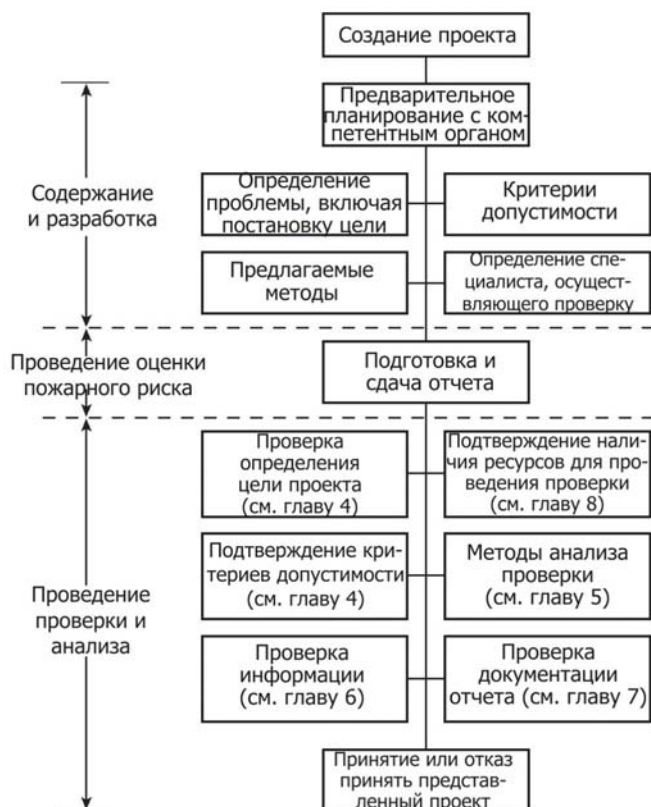 Создание проекта
Предварительное
планирование с ком-
петентным органом
Содержание
и разработка
Определение
проблемы, включая
постановку цели
Критерии
допустимости
Предлагаемые
методы
Определение спе-
циалиста, осущест-
вляющего проверку
Проведение оценки
пожарного риска
Подготовка и
сдача отчета
Проверка
определения
цели проекта
(см. главу 4)
Подтверждение нали-
чия ресурсов для про-
ведения проверки
(см. главу 8)
Подтверждение кри-
териев допустимости
(см. главу 4)
Методы анализа
проверки
(см. главу 5)
Проведение
проверки и
анализа
Проверка
информации
(см. главу 6)
Проверка
документации
отчета (см. главу 7)
Принятие или отказ
принять представ-
ленный проект